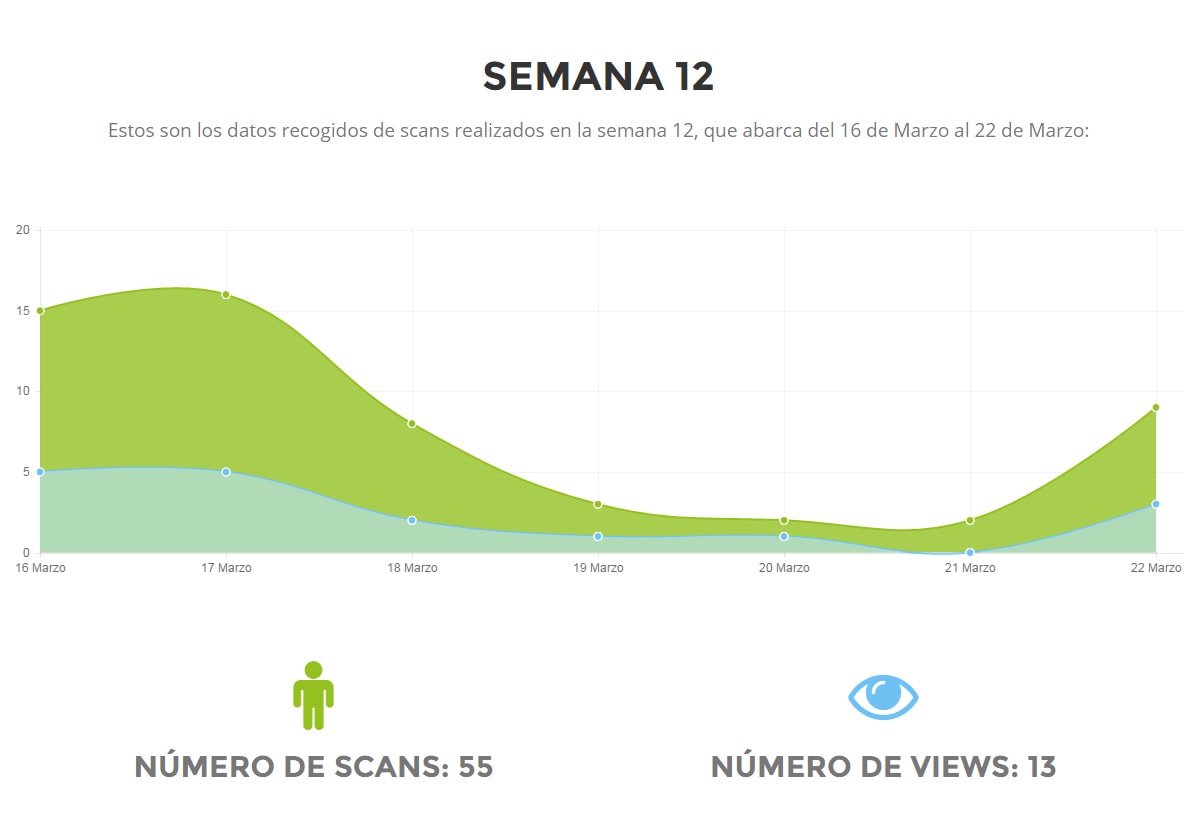 SEMANA 12
Estos son los datos recogidos de scans realizados en la semana 12, que abarca del 16 de Marzo al 22 de Marzo:
20
15
10
5
0
16 Marzo 17 Marzo 18 Marzo 19 Marzo 20 Marzo 21 Marzo 22 Marzo
NÚMERO DE SCANS: 55 NÚMERO DE VIEWS: 13